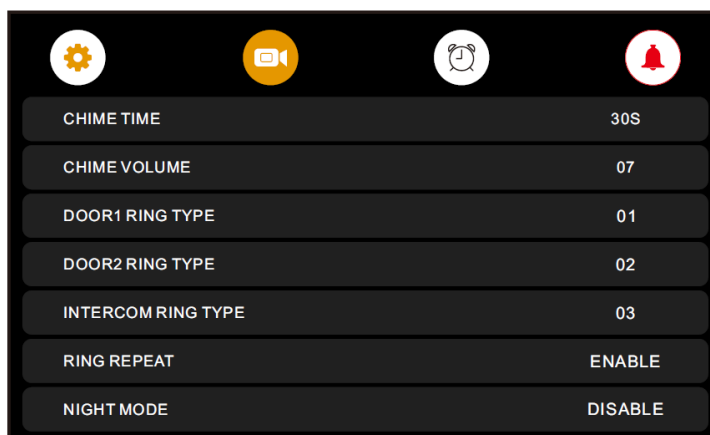 CHIME TIME 30S
CHIME VOLUME 07
DOOR1 RING TYPE 01
DOOR2 RING TYPE 02
INTERCOM RING TYPE 03
RING REPEAT ENABLE
NIGHT MODE DISABLE